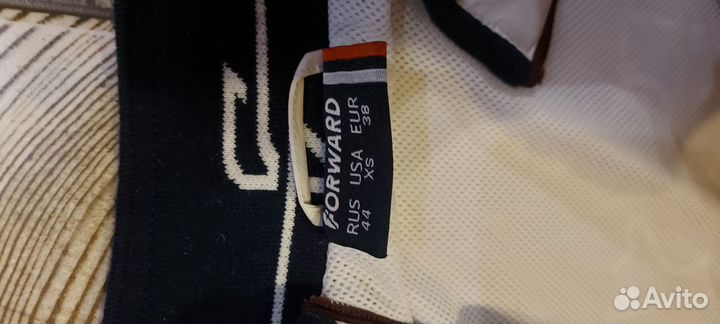 FORWARD
RUS USA EUR
44 XS 38
Avito